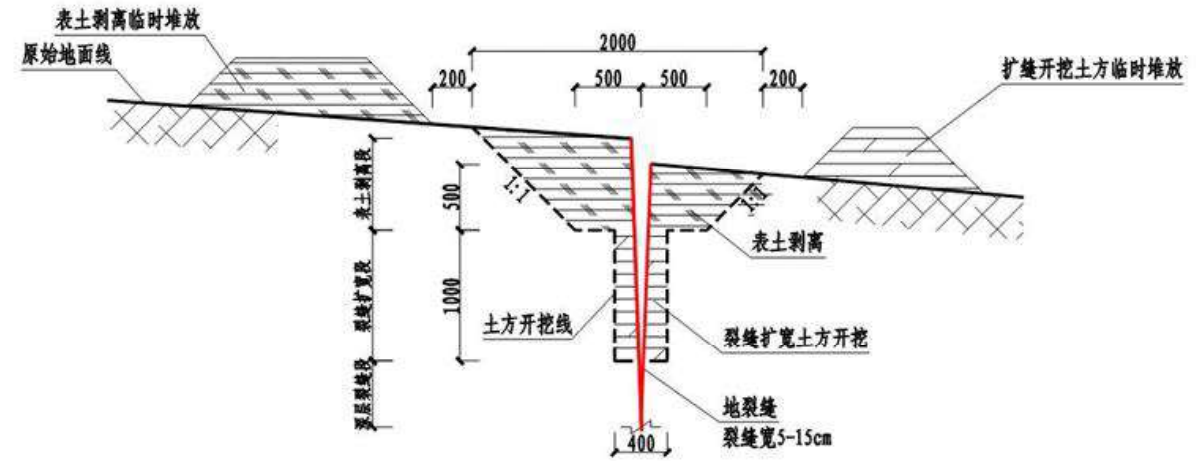 表土剥离临时堆放
原始地面线
2000
200
500
500
200
扩缝开挖土方临时堆放
表土剥离段
500
1:1
1:1
表土剥离
裂缝扩宽段
1000
土方开挖线
裂缝扩宽土方开挖
深层裂缝段
地裂缝
裂缝宽5-15cm
400